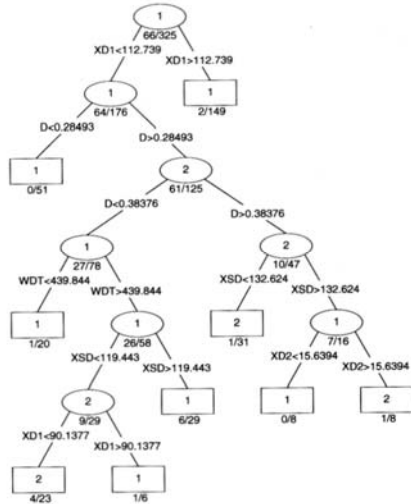 1
66/325
XD1<112.739 XD1>112.739
1 1
64/176 2/149
D<0.28493 D>0.28493
1 2
0/51 61/125
D<0.38376 D>0.38376
1 2
27/78 10/47
WDT<439.844 WDT>439.844 XSD<132.624 XSD>132.624
1 1 2 1
1/20 26/58 1/31 7/16
XSD<119.443 XSD>119.443 XD2<15.6394 XD2>15.6394
2 1 1 2
9/29 6/29 0/8 1/8
XD1<90.1377 XD1>90.1377
2 1
4/23 1/6